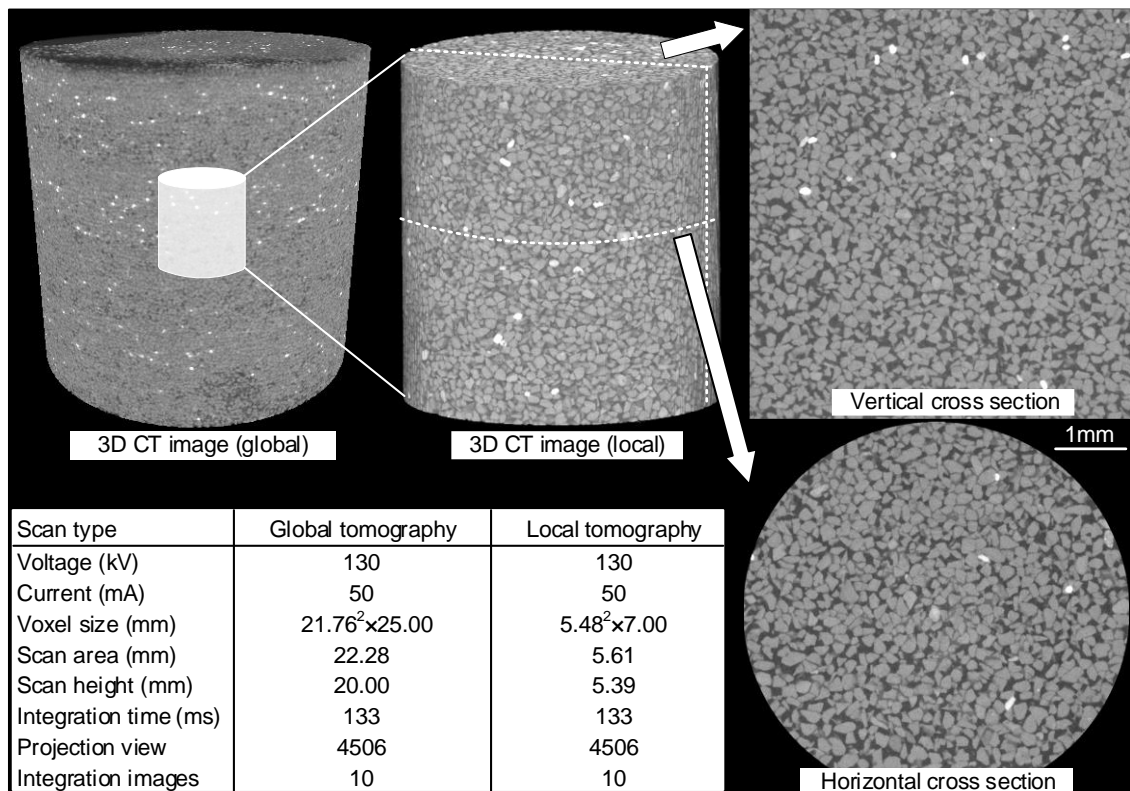 3D CT image (global)
3D CT image (local)
Vertical cross section
1mm
Horizontal cross section
Scan type Global tomography Local tomography
Voltage (kV) 130 130
Current (mA) 50 50
Voxel size (mm) 21.76²×25.00 5.48²×7.00
Scan area (mm) 22.28 5.61
Scan height (mm) 20.00 5.39
Integration time (ms) 133 133
Projection view 4506 4506
Integration images 10 10